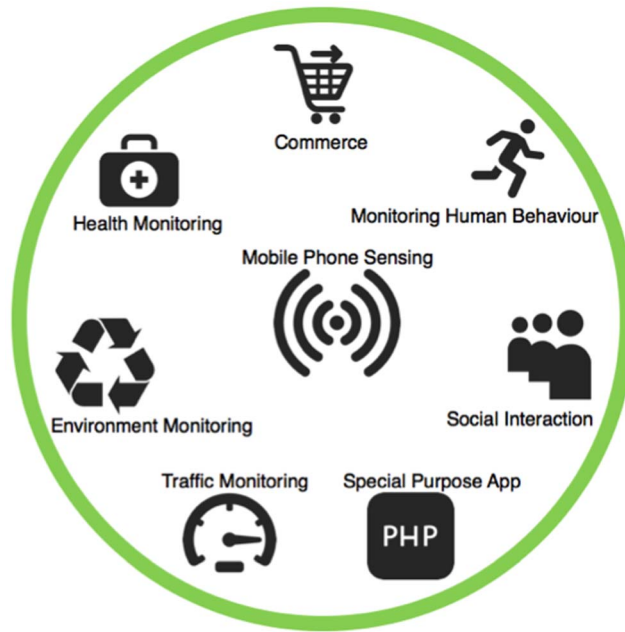 Commerce
Health Monitoring
Monitoring Human Behaviour
Mobile Phone Sensing
Environment Monitoring
Social Interaction
Traffic Monitoring
Special Purpose App
PHP